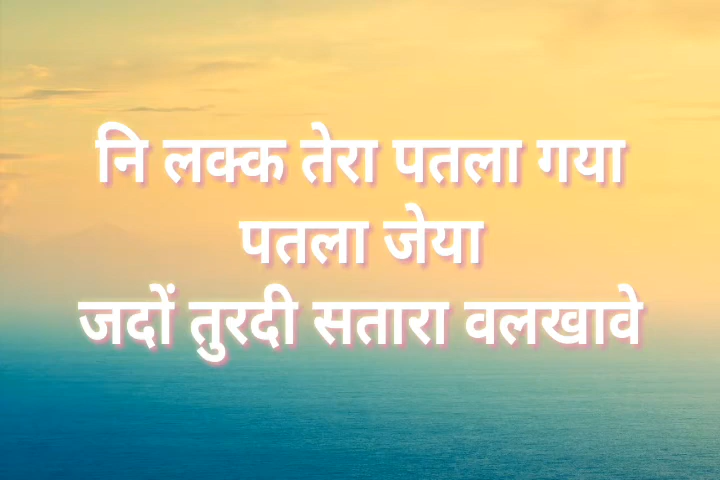 नि लक्क तेरा पतला गया
पतला जेया
जदों तुरदी सतारा वलखावे